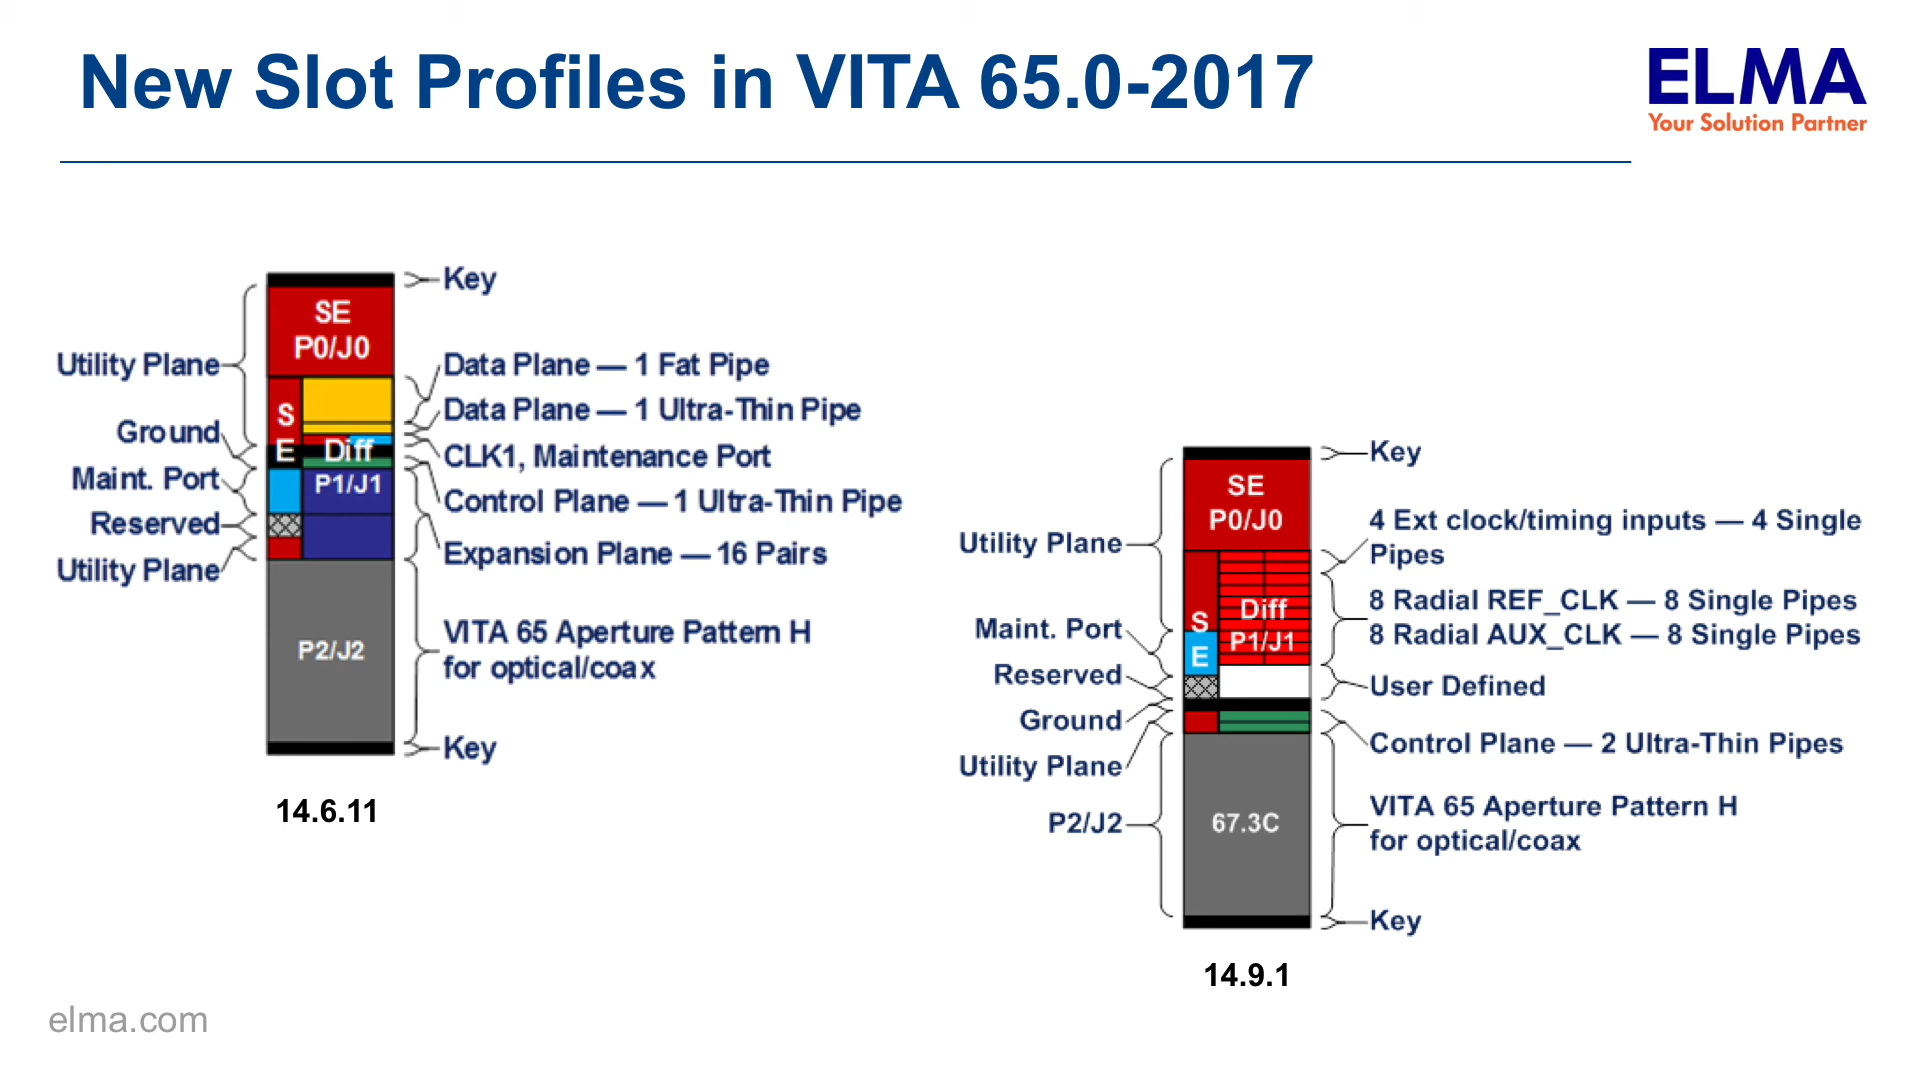 New Slot Profiles in VITA 65.0-2017
ELMA
Your Solution Partner
Key
SE
P0/J0
Utility Plane
Data Plane — 1 Fat Pipe
Data Plane — 1 Ultra-Thin Pipe
S
E
Ground
Diff
CLK1, Maintenance Port
Maint. Port
P1/J1
Control Plane — 1 Ultra-Thin Pipe
Reserved
Expansion Plane — 16 Pairs
Utility Plane
P2/J2
VITA 65 Aperture Pattern H
for optical/coax
Key
14.6.11
Key
SE
P0/J0
Utility Plane
4 Ext clock/timing inputs — 4 Single
Pipes
8 Radial REF_CLK — 8 Single Pipes
8 Radial AUX_CLK — 8 Single Pipes
S
E
Diff
P1/J1
Maint. Port
Reserved
User Defined
Ground
Control Plane — 2 Ultra-Thin Pipes
Utility Plane
P2/J2
67.3C
VITA 65 Aperture Pattern H
for optical/coax
Key
14.9.1
elma.com